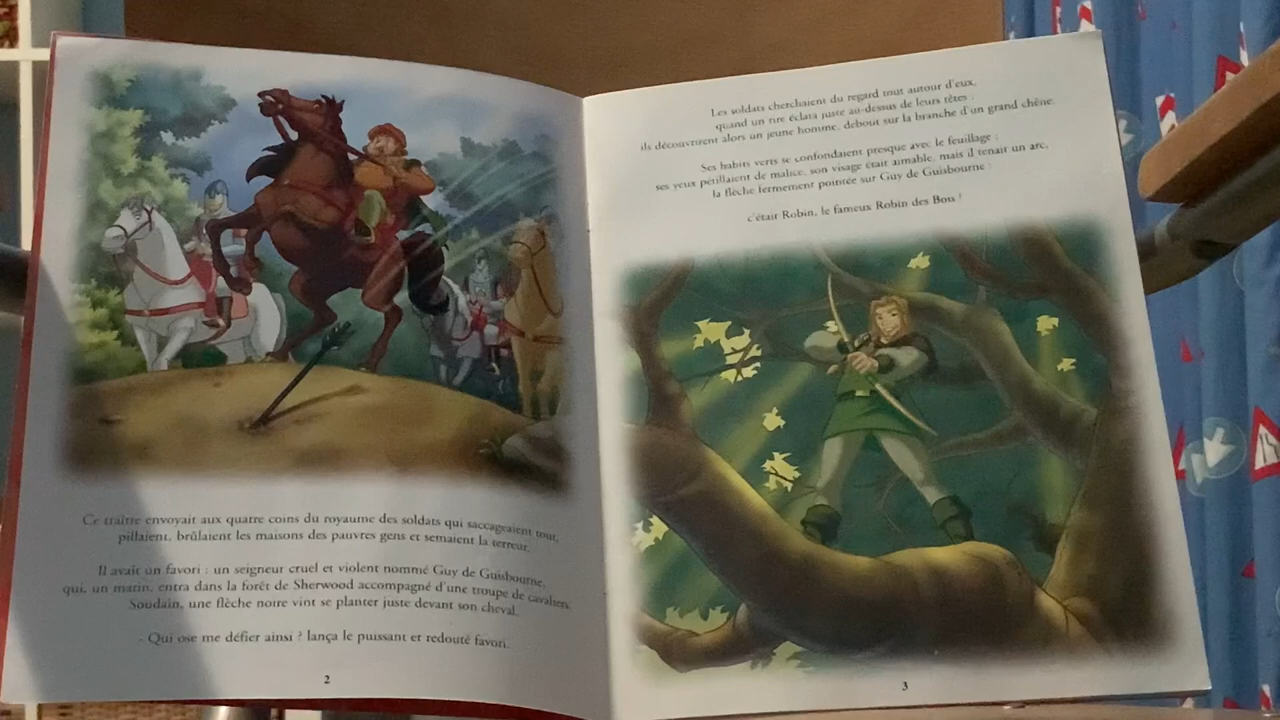 Ce traître envoyait aux quatre coins du royaume des soldats qui saccageaient tout,
pillaient, brûlaient les maisons des pauvres gens et semaient la terreur.
Il avait un favori : un seigneur cruel et violent nommé Guy de Guisbourne,
qui, un matin, entra dans la forêt de Sherwood accompagné d'une troupe de cavaliers.
Soudain, une flèche noire vint se planter juste devant son cheval.
- Qui ose me défier ainsi ? lança le puissant et redouté favori.
2
Les soldats cherchaient du regard tout autour d'eux,
quand un rire éclata juste au-dessus de leurs têtes :
ils découvrirent alors un jeune homme, debout sur la branche d'un grand chêne.
Ses habits verts se confondaient presque avec le feuillage ;
ses yeux pétillaient de malice, son visage était aimable, mais il tenait un arc,
la flèche fermement pointée sur Guy de Guisbourne :
c'était Robin, le fameux Robin des Bois !
3